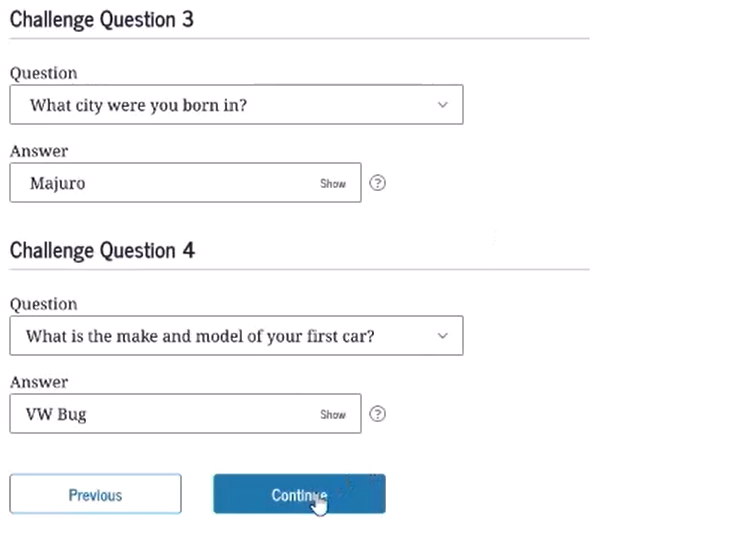 Challenge Question 3
Question
What city were you born in?
Answer
Majuro Show ?
Challenge Question 4
Question
What is the make and model of your first car?
Answer
VW Bug Show ?
Previous Continue